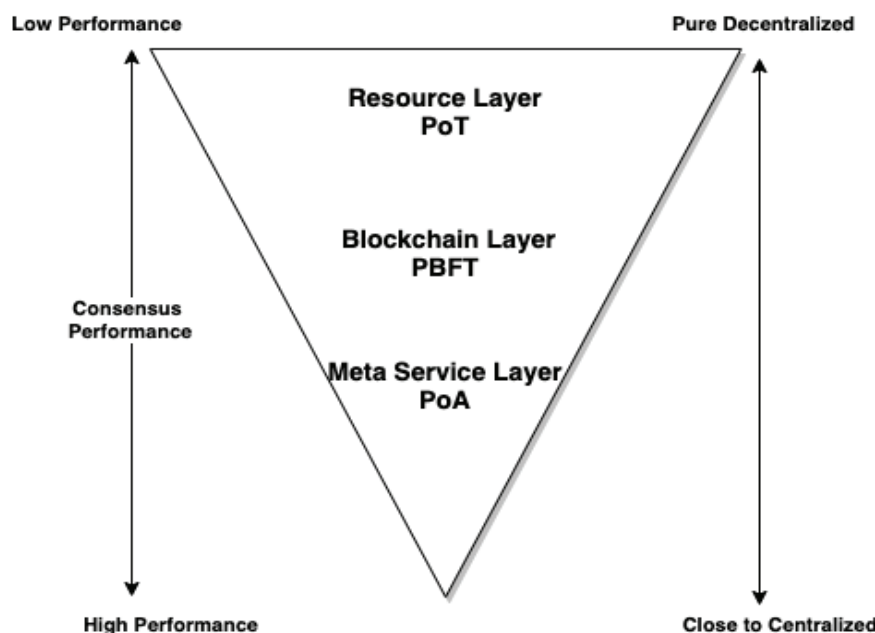 Low Performance
Pure Decentralized
Resource Layer
PoT
Blockchain Layer
PBFT
Consensus
Performance
Meta Service Layer
PoA
High Performance
Close to Centralized